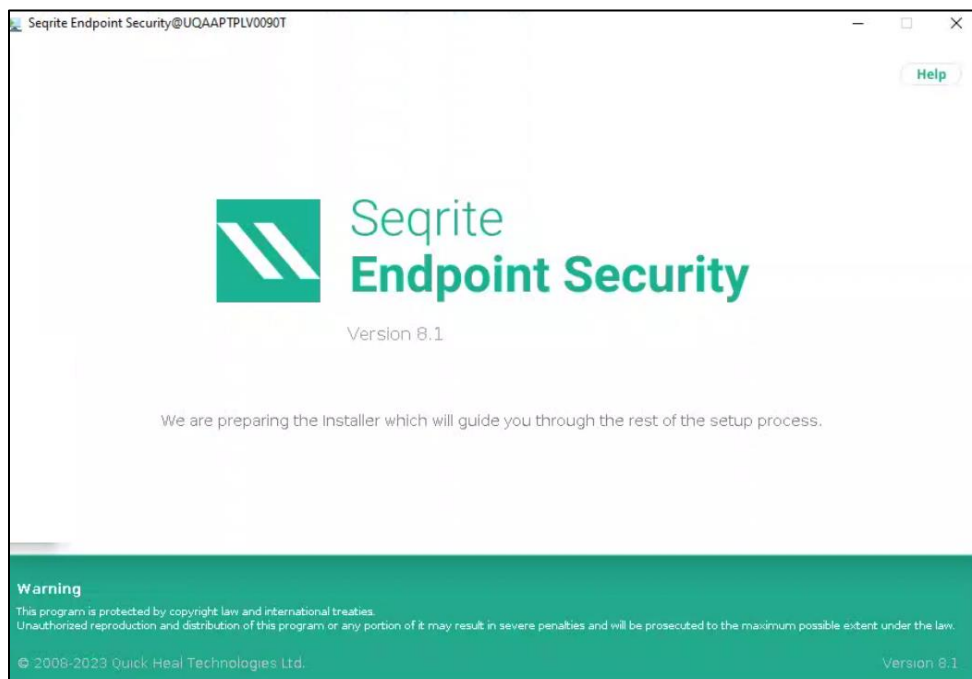 Seqrite Endpoint Security@UQAAPTPLV0090T
Help
Seqrite
Endpoint Security
Version 8.1
We are preparing the Installer which will guide you through the rest of the setup process.
Warning
This program is protected by copyright law and international treaties.
Unauthorized reproduction and distribution of this program or any portion of it may result in severe penalties and will be prosecuted to the maximum possible extent under the law.
© 2008-2023 Quick Heal Technologies Ltd.
Version 8.1